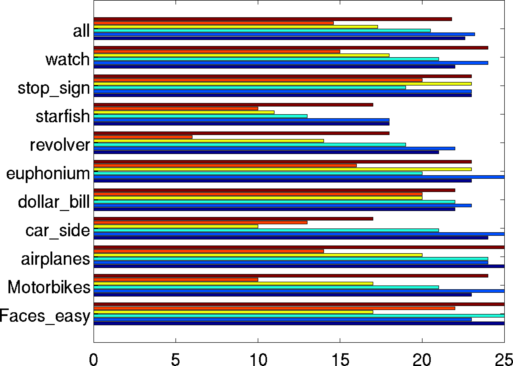 all
watch
stop_sign
starfish
revolver
euphonium
dollar_bill
car_side
airplanes
Motorbikes
Faces_easy
0 5 10 15 20 25